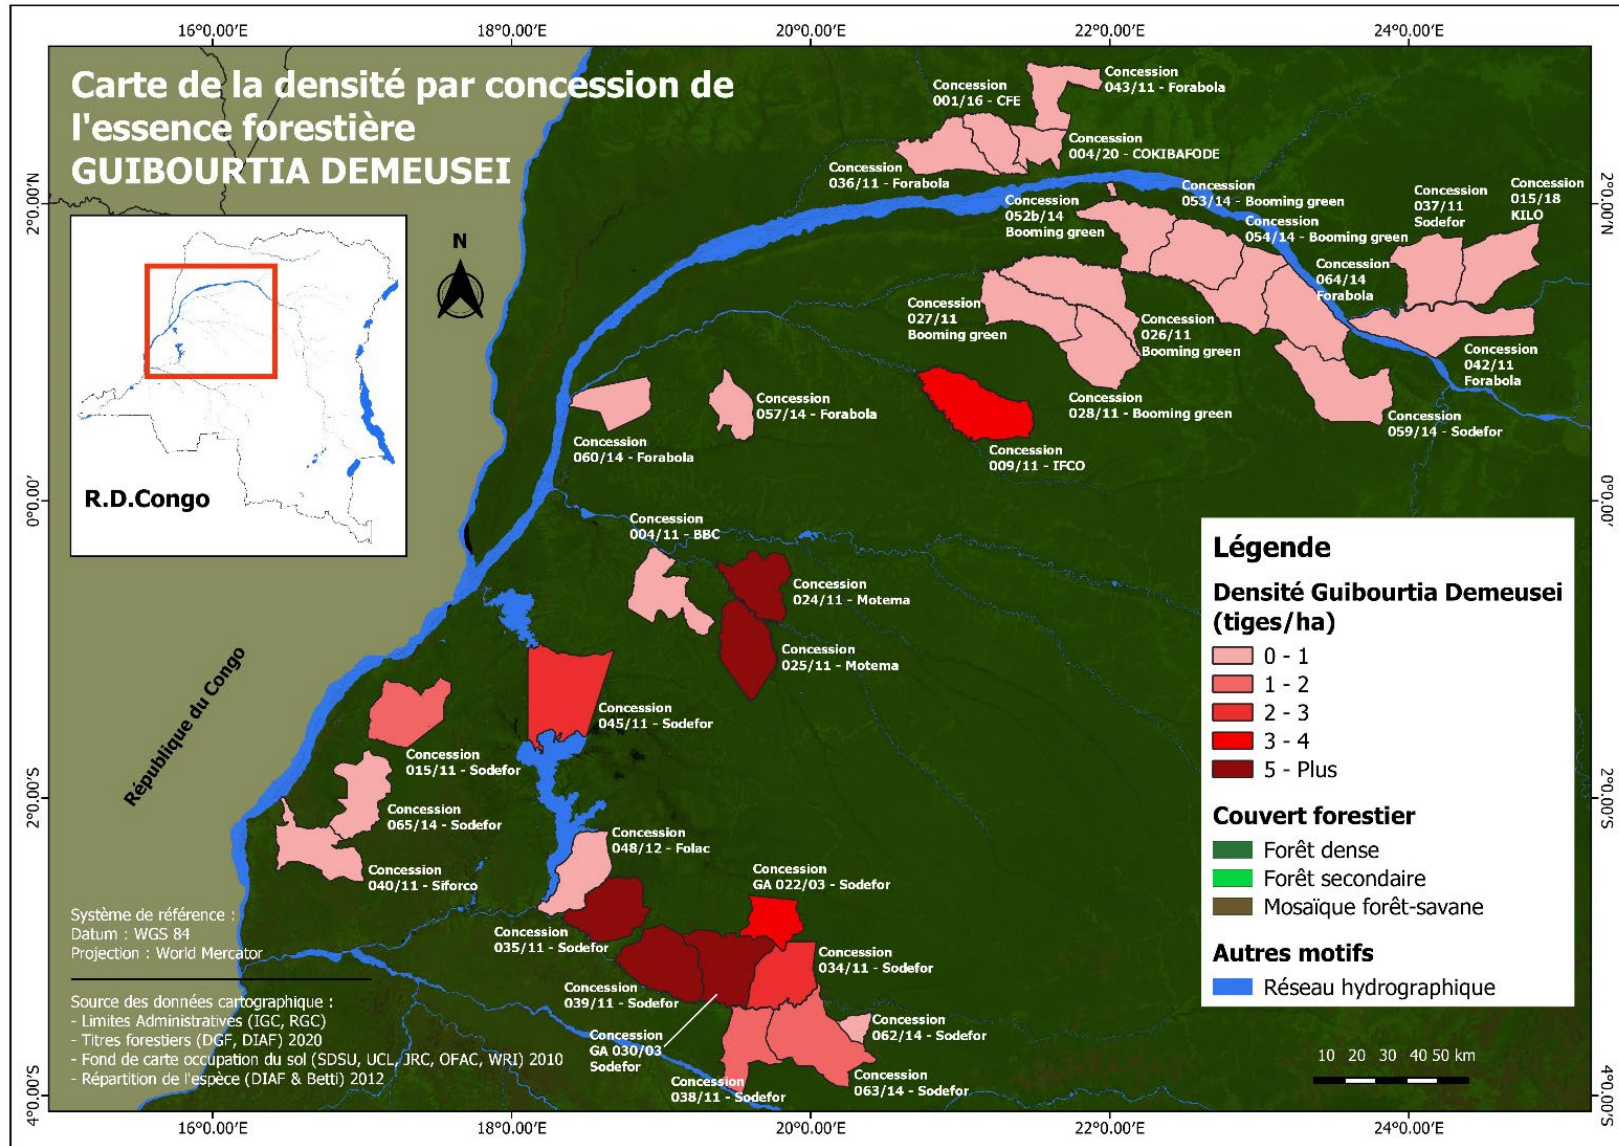 16°0.00'E
18°0.00'E
20°0.00'E
22°0.00'E
24°0.00'E
Carte de la densité par concession de
l'essence forestière
GUIBOURTIA DEMEUSEI
R.D.Congo
N
République du Congo
2°0.00'N
0°0.00'
2°0.00'S
4°0.00'S
Concession
001/16 - CFE
Concession
043/11 - Forabola
Concession
004/20 - COKIBAFODE
Concession
036/11 - Forabola
Concession
052b/14
Booming green
Concession
053/14 - Booming green
Concession
054/14 - Booming green
Concession
037/11
Sodefor
Concession
015/18
KILO
Concession
064/14
Forabola
Concession
027/11
Booming green
Concession
026/11
Booming green
Concession
042/11
Forabola
Concession
028/11 - Booming green
Concession
059/14 - Sodefor
Concession
057/14 - Forabola
Concession
060/14 - Forabola
Concession
009/11 - IFCO
Concession
004/11 - BBC
Concession
024/11 - Motema
Concession
025/11 - Motema
Concession
045/11 - Sodefor
Concession
015/11 - Sodefor
Concession
065/14 - Sodefor
Concession
048/12 - Folac
Concession
040/11 - Siforco
Concession
GA 022/03 - Sodefor
Concession
035/11 - Sodefor
Concession
034/11 - Sodefor
Concession
039/11 - Sodefor
Concession
GA 030/03
Sodefor
Concession
062/14 - Sodefor
Concession
038/11 - Sodefor
Concession
063/14 - Sodefor
Système de référence :
Datum : WGS 84
Projection : World Mercator
Source des données cartographique :
- Limites Administratives (IGC, RGC)
- Titres forestiers (DGF, DIAF) 2020
- Fond de carte occupation du sol (SDSU, UCL, JRC, OFAC, WRI) 2010
- Répartition de l'espèce (DIAF & Betti) 2012
Légende
Densité Guibourtia Demeusei
(tiges/ha)
0 - 1
1 - 2
2 - 3
3 - 4
5 - Plus
Couvert forestier
Forêt dense
Forêt secondaire
Mosaïque forêt-savane
Autres motifs
Réseau hydrographique
10 20 30 40 50 km
2°0.00'N
0°0.00'
2°0.00'S
4°0.00'S
16°0.00'E
18°0.00'E
20°0.00'E
22°0.00'E
24°0.00'E